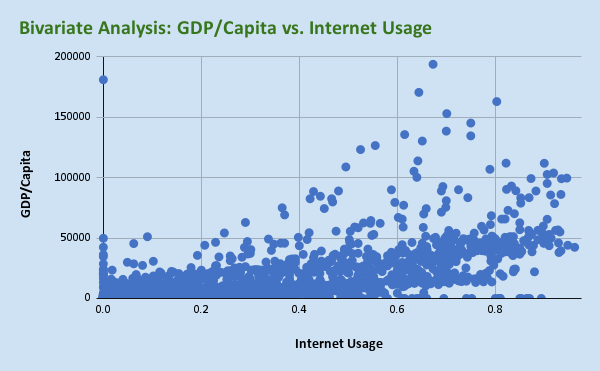 Bivariate Analysis: GDP/Capita vs. Internet Usage
200000
150000
100000
50000
0
GDP/Capita
0.0 0.2 0.4 0.6 0.8
Internet Usage